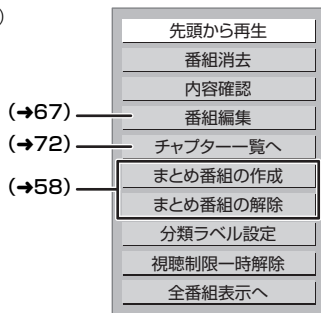 )
先頭から再生
番組消去
内容確認
(➜67) 番組編集
(➜72) チャプター一覧へ
(➜58) まとめ番組の作成
まとめ番組の解除
分類ラベル設定
視聴制限一時解除
全番組表示へ